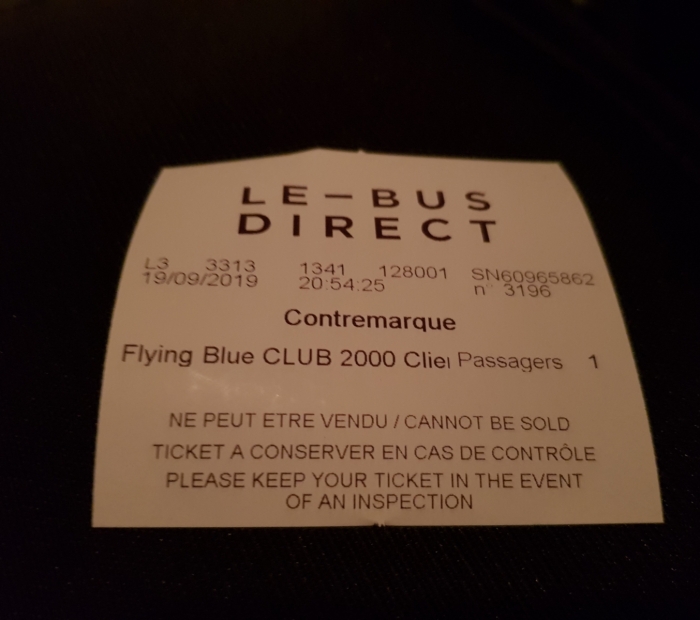 LE-BUS
DIRECT
L3 3313 1341 128001 SN60965862
19/09/2019 20:54:25 n° 3196
Contremarque
Flying Blue CLUB 2000 Clie Passagers 1
NE PEUT ETRE VENDU / CANNOT BE SOLD
TICKET A CONSERVER EN CAS DE CONTRÔLE
PLEASE KEEP YOUR TICKET IN THE EVENT
OF AN INSPECTION